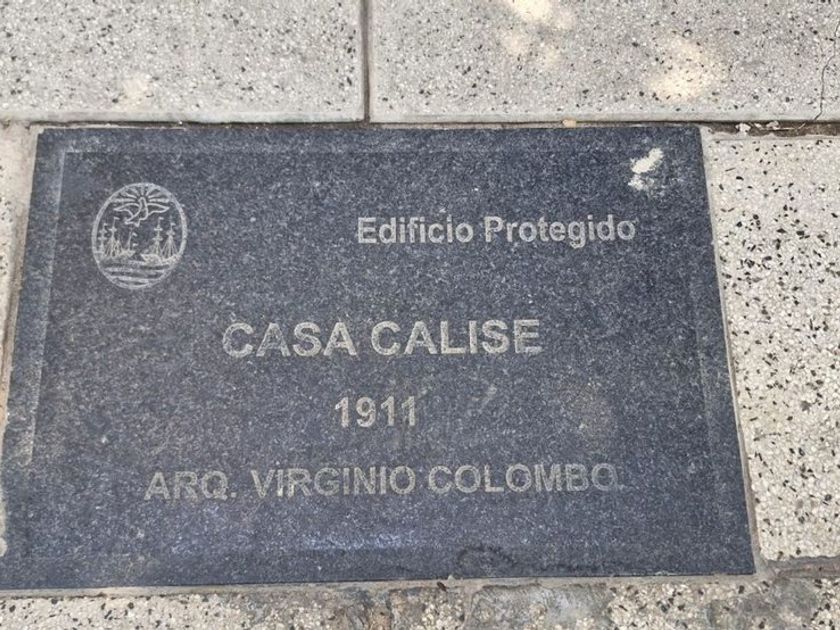 Edificio Protegido
CASA CALISE
1911
ARQ. VIRGINIO COLOMBO